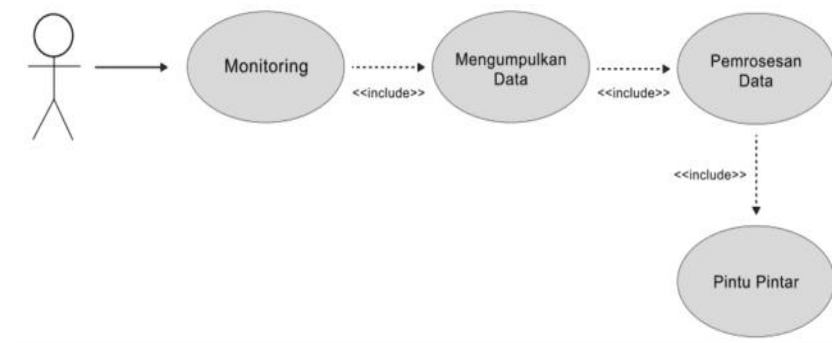 Monitoring
<<include>>
Mengumpulkan
Data
<<include>>
Pemrosesan
Data
<<include>>
Pintu Pintar